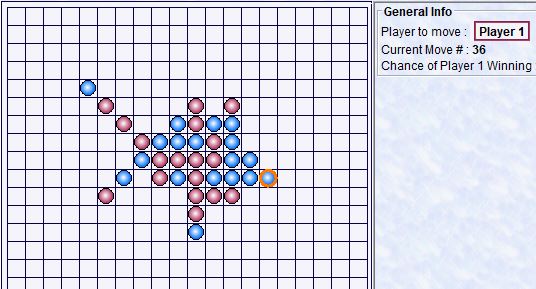 General Info
Player to move : Player 1
Current Move # : 36
Chance of Player 1 Winning